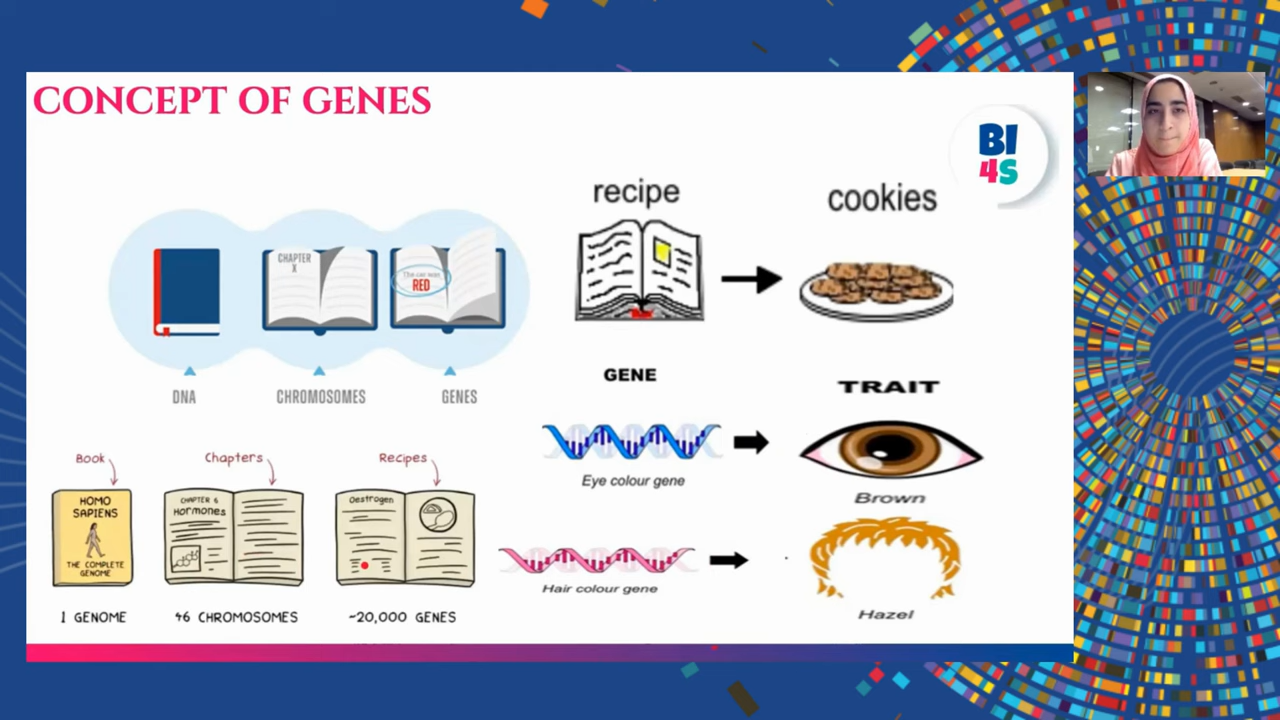 CONCEPT OF GENES
BI
4S
recipe
cookies
CHAPTER
X
The car was
RED
DNA
CHROMOSOMES
GENES
GENE
TRAIT
Eye colour gene
Brown
Hair colour gene
Hazel
Book
Chapters
Recipes
HOMO
SAPIENS
THE COMPLETE
GENOME
CHAPTER 6
Hormones
Oestrogen
1 GENOME
46 CHROMOSOMES
~20,000 GENES